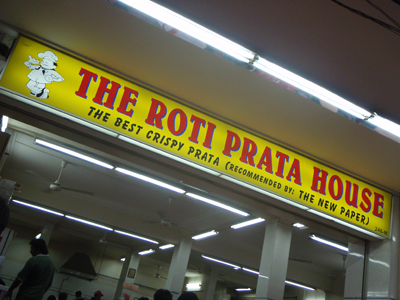 THE ROTI PRATA HOUSE
THE BEST CRISPY PRATA (RECOMMENDED BY: THE NEW PAPER)